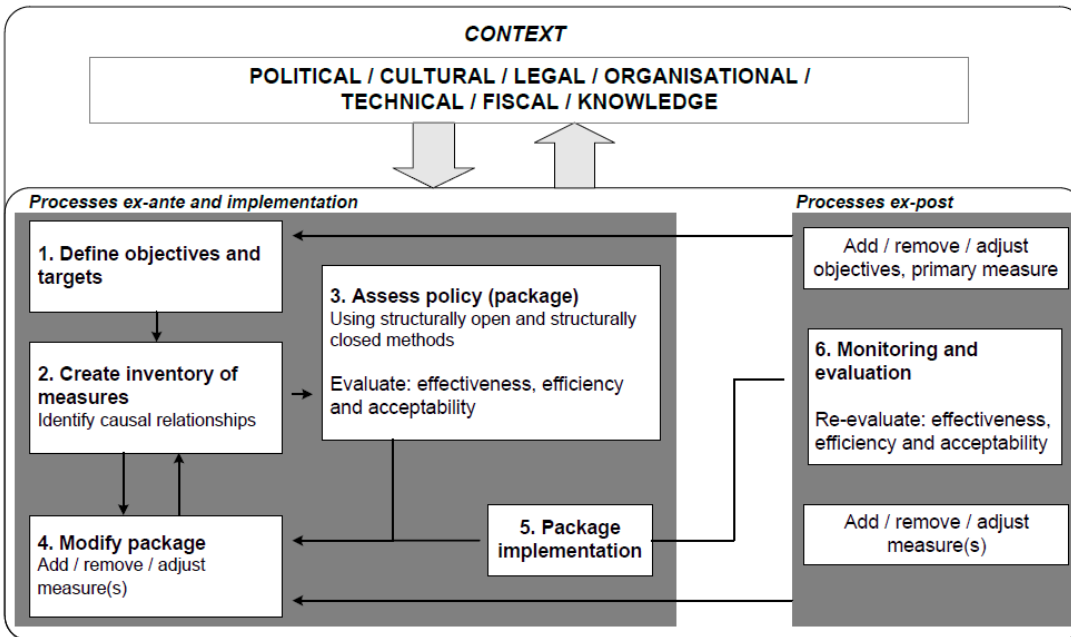 CONTEXT
POLITICAL / CULTURAL / LEGAL / ORGANISATIONAL /
TECHNICAL / FISCAL / KNOWLEDGE
Processes ex-ante and implementation
1. Define objectives and
targets
2. Create inventory of
measures
Identify causal relationships
3. Assess policy (package)
Using structurally open and structurally
closed methods
Evaluate: effectiveness, efficiency
and acceptability
4. Modify package
Add / remove / adjust
measure(s)
5. Package
implementation
Processes ex-post
Add / remove / adjust
objectives, primary measure
6. Monitoring and
evaluation
Re-evaluate: effectiveness,
efficiency and acceptability
Add / remove / adjust
measure(s)